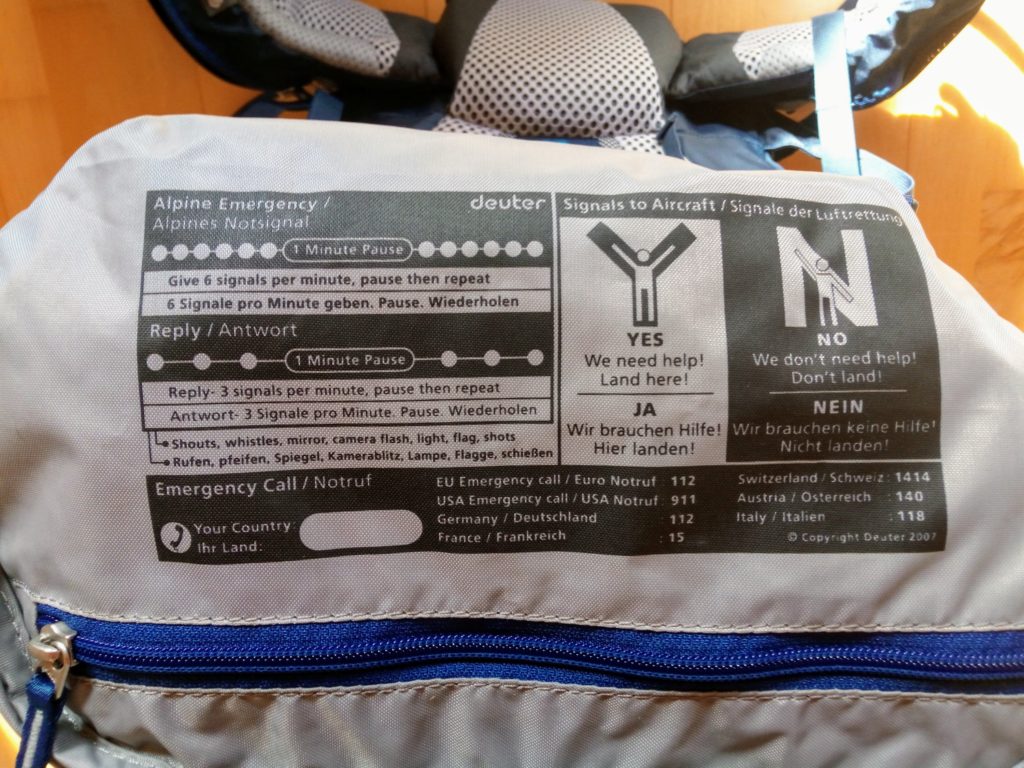 Alpine Emergency /
Alpines Notsignal
deuter
1 Minute Pause
Give 6 signals per minute, pause then repeat
6 Signale pro Minute geben. Pause. Wiederholen
Reply / Antwort
1 Minute Pause
Reply- 3 signals per minute, pause then repeat
Antwort- 3 Signale pro Minute. Pause. Wiederholen
Shouts, whistles, mirror, camera flash, light, flag, shots
Rufen, pfeifen, Spiegel, Kamerablitz, Lampe, Flagge, schießen
Signals to Aircraft / Signale der Luftrettung
YES
We need help!
Land here!
JA
Wir brauchen Hilfe!
Hier landen!
N
NO
We don't need help!
Don't land!
NEIN
Wir brauchen keine Hilfe!
Nicht landen!
Emergency Call / Notruf
Your Country:
Ihr Land:
EU Emergency call / Euro Notruf : 112
USA Emergency call / USA Notruf : 911
Germany / Deutschland : 112
France / Frankreich : 15
Switzerland / Schweiz : 1414
Austria / Österreich : 140
Italy / Italien : 118
© Copyright Deuter 2007